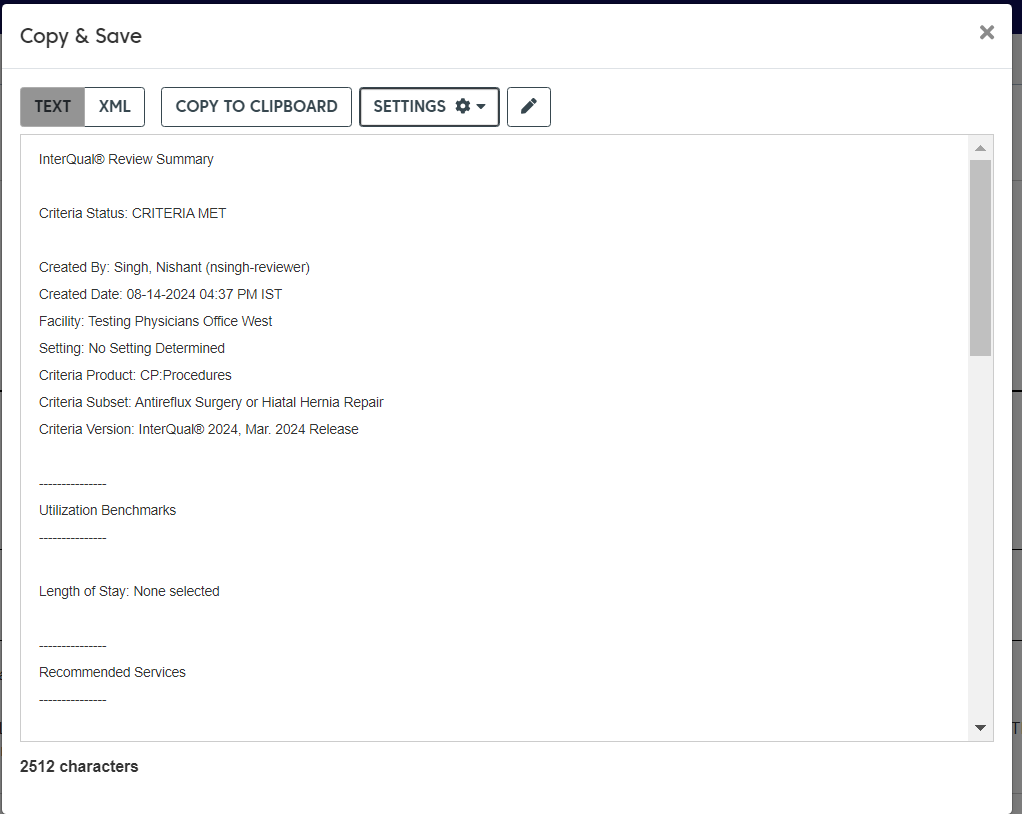 Copy & Save
TEXT XML COPY TO CLIPBOARD SETTINGS
InterQual® Review Summary
Criteria Status: CRITERIA MET
Created By: Singh, Nishant (nsingh-reviewer)
Created Date: 08-14-2024 04:37 PM IST
Facility: Testing Physicians Office West
Setting: No Setting Determined
Criteria Product: CP:Procedures
Criteria Subset: Antireflux Surgery or Hiatal Hernia Repair
Criteria Version: InterQual® 2024, Mar. 2024 Release
---------------
Utilization Benchmarks
---------------
Length of Stay: None selected
---------------
Recommended Services
---------------
2512 characters